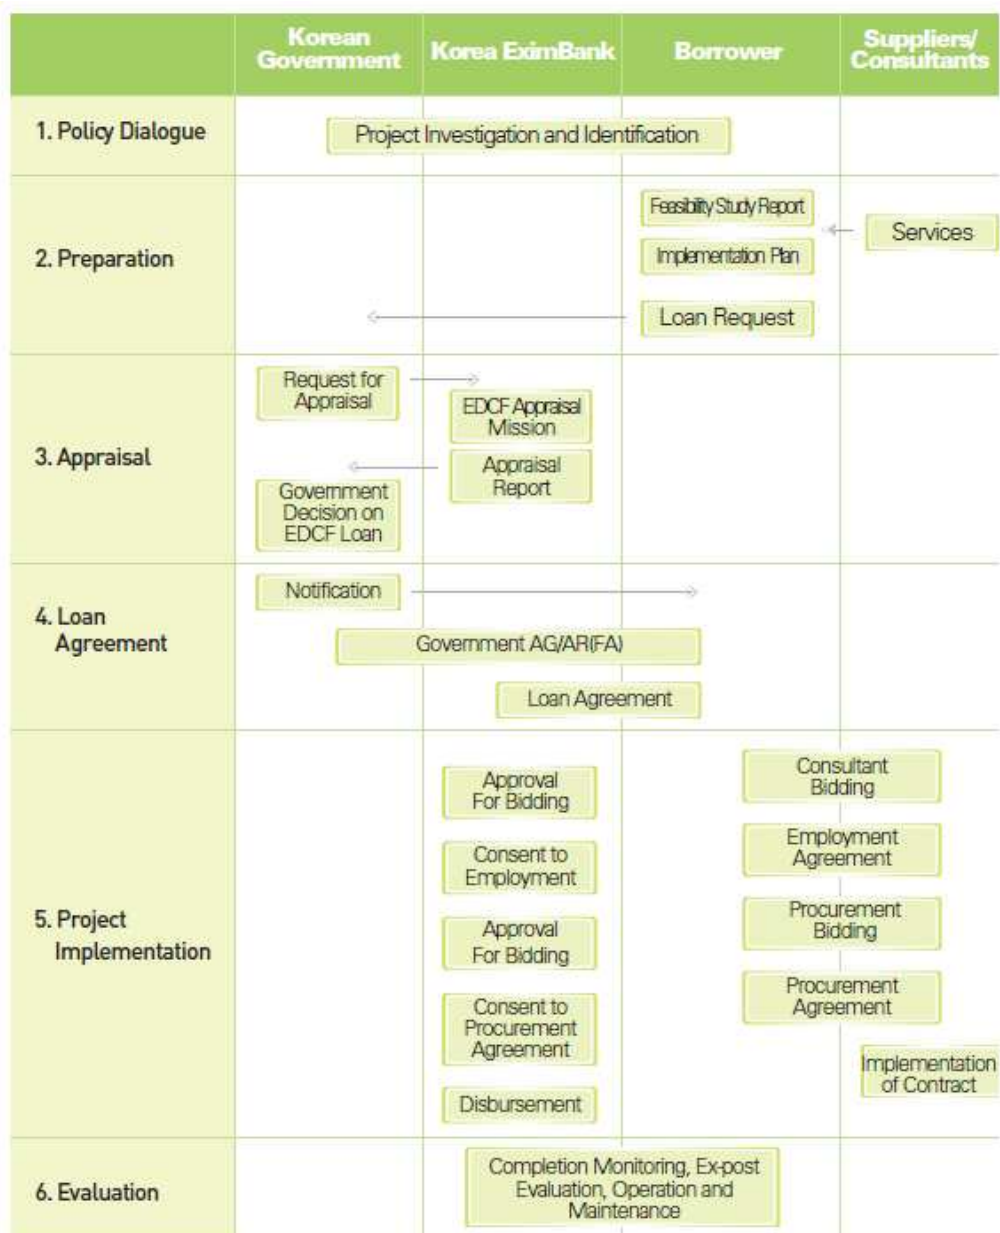 Korean
Government
Korea EximBank
Borrower
Suppliers/
Consultants
1. Policy Dialogue
Project Investigation and Identification
2. Preparation
Feasibility Study Report
Services
Implementation Plan
Loan Request
3. Appraisal
Request for
Appraisal
EDCF Appraisal
Mission
Appraisal
Report
Government
Decision on
EDCF Loan
4. Loan
Agreement
Notification
Government AG/AR(FA)
Loan Agreement
5. Project
Implementation
Approval
For Bidding
Consultant
Bidding
Consent to
Employment
Employment
Agreement
Approval
For Bidding
Procurement
Bidding
Consent to
Procurement
Agreement
Procurement
Agreement
Implementation
of Contract
Disbursement
6. Evaluation
Completion Monitoring, Ex-post
Evaluation, Operation and
Maintenance